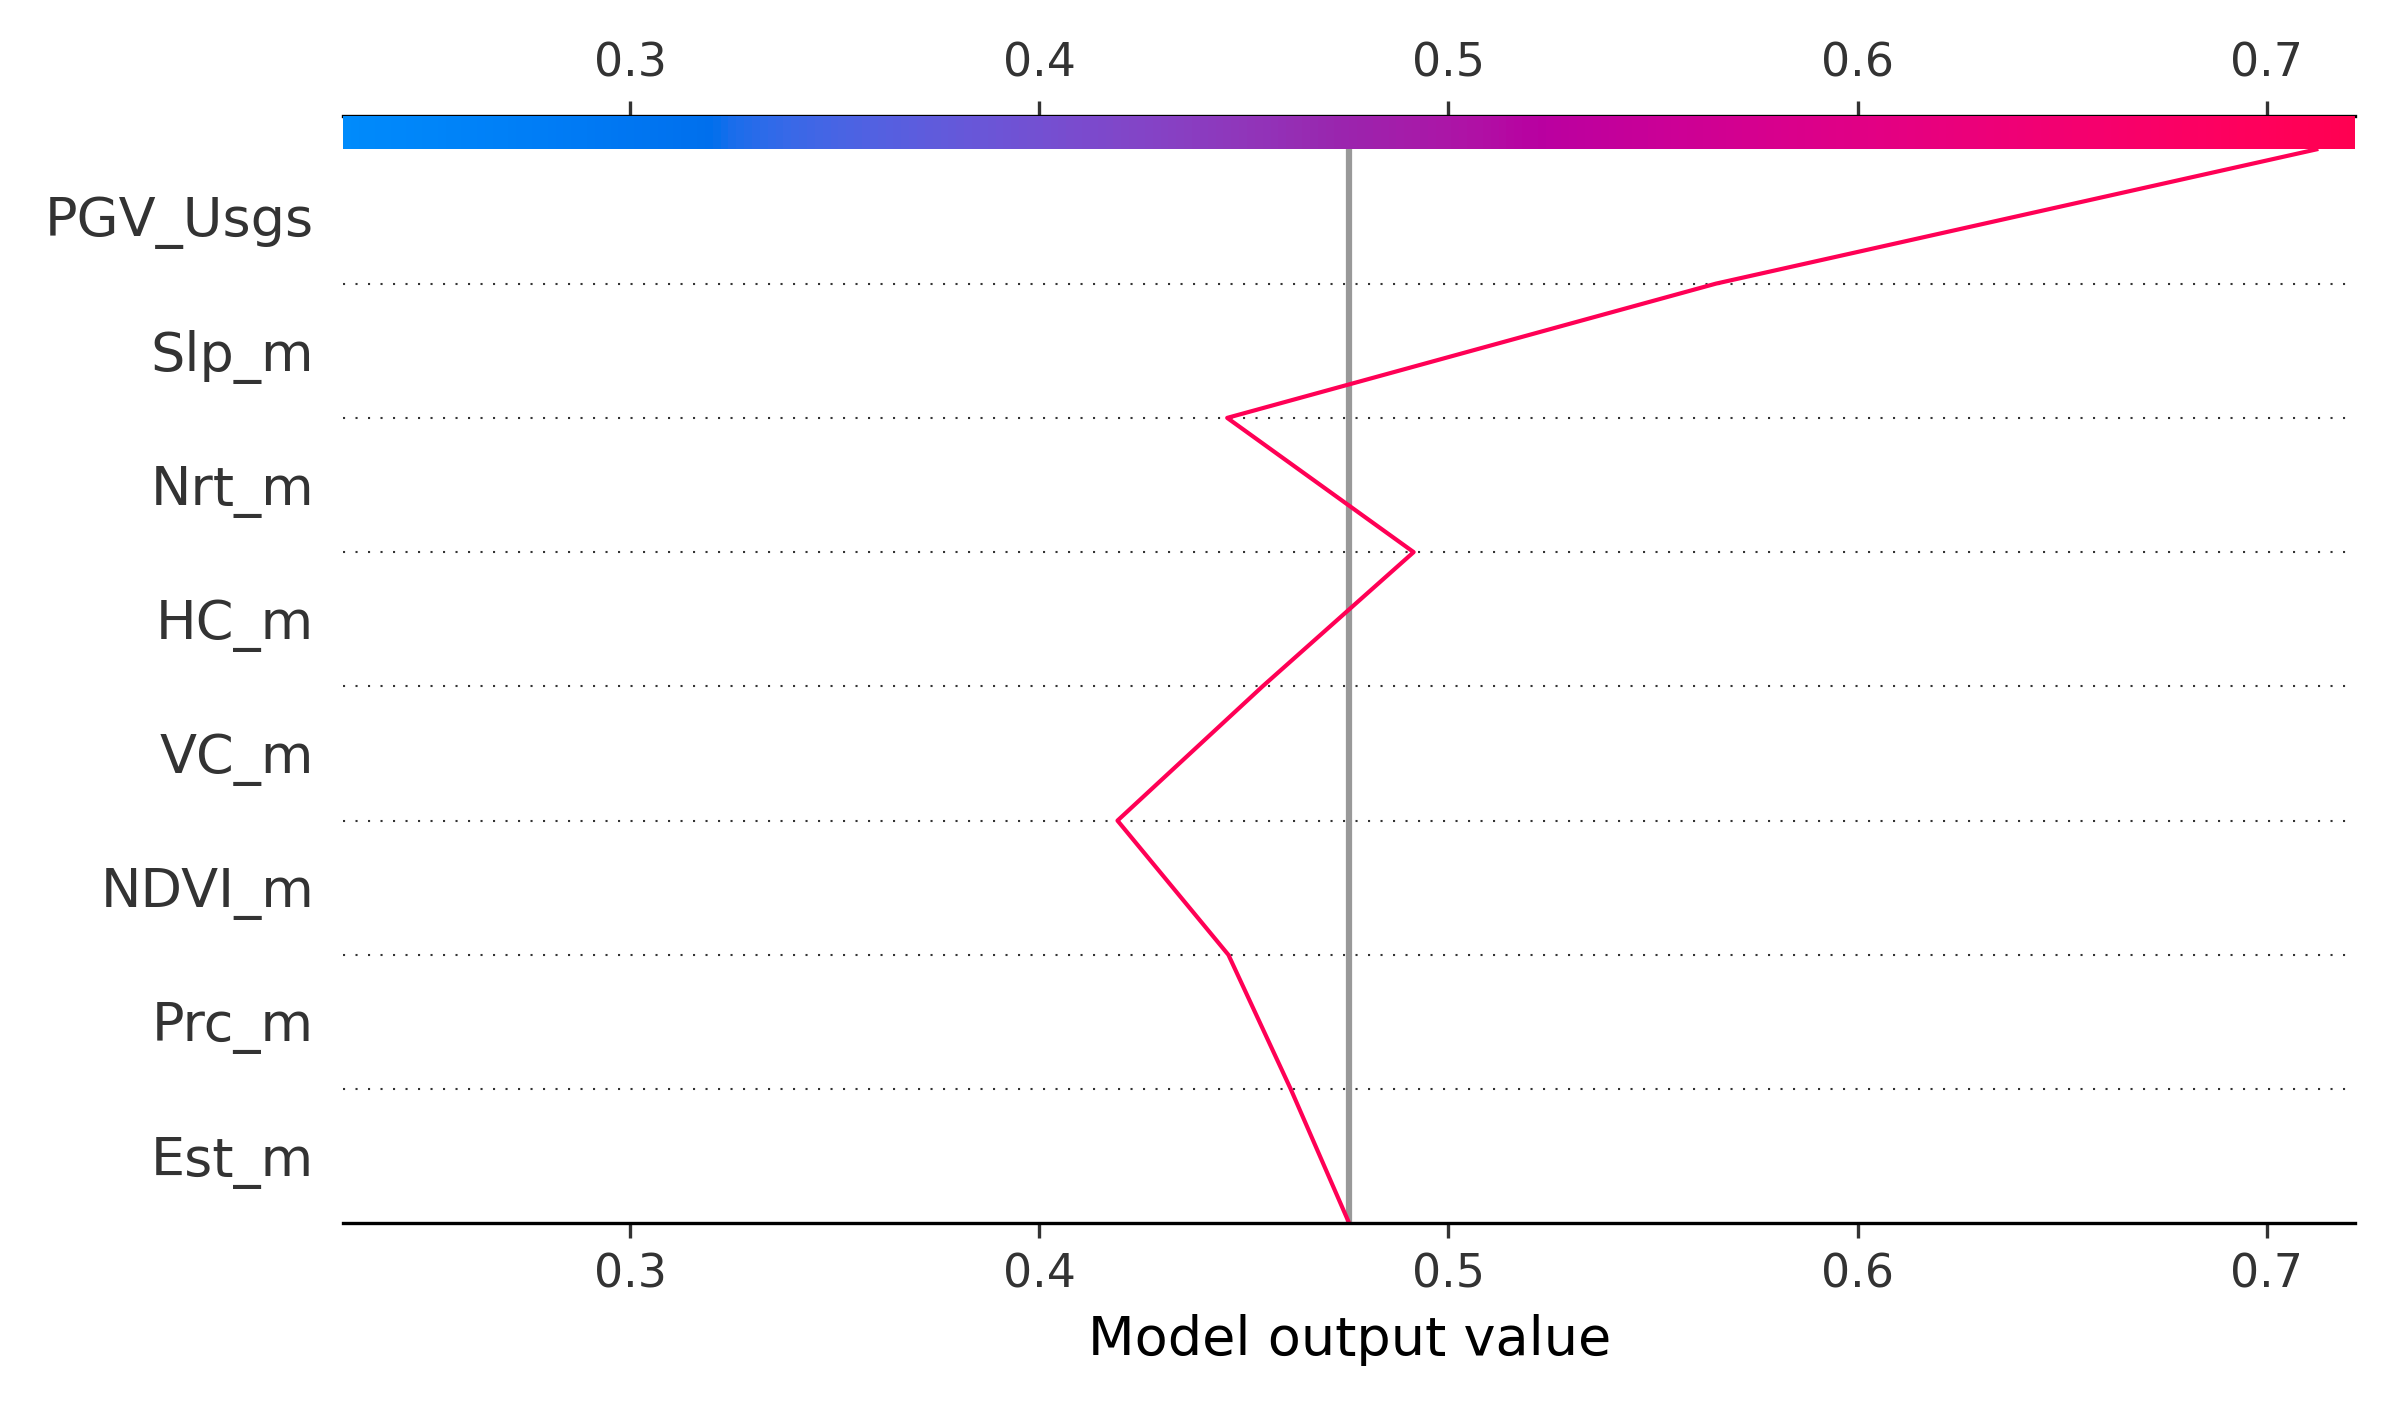 0.3 0.4 0.5 0.6 0.7
PGV_Usgs
Slp_m
Nrt_m
HC_m
VC_m
NDVI_m
Prc_m
Est_m
0.3 0.4 0.5 0.6 0.7
Model output value